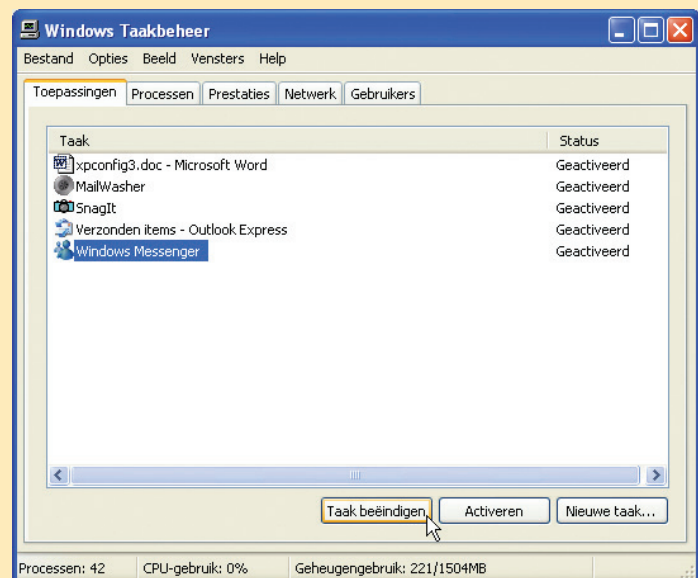 Windows Taakbeheer
Bestand Opties Beeld Vensters Help
Toepassingen Processen Prestaties Netwerk Gebruikers
Taak Status
xpconfig3.doc - Microsoft Word Geactiveerd
MailWasher Geactiveerd
SnagIt Geactiveerd
Verzonden items - Outlook Express Geactiveerd
Windows Messenger Geactiveerd
Taak beëindigen Activeren Nieuwe taak...
Processen: 42 CPU-gebruik: 0% Geheugengebruik: 221/1504MB